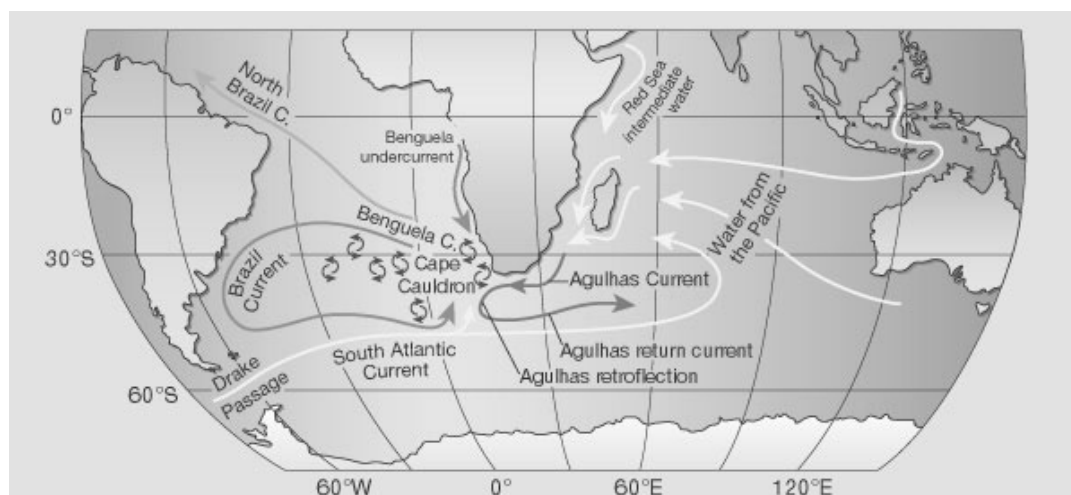 North
Brazil C.
Red Sea
intermediate
water
0°
Benguela
undercurrent
Water from
the Pacific
Benguela C.
30°S
Brazil
Current
Cape
Cauldron
Agulhas Current
South Atlantic
Current
Agulhas return current
Agulhas retroflection
Drake
Passage
60°S
60°W
0°
60°E
120°E